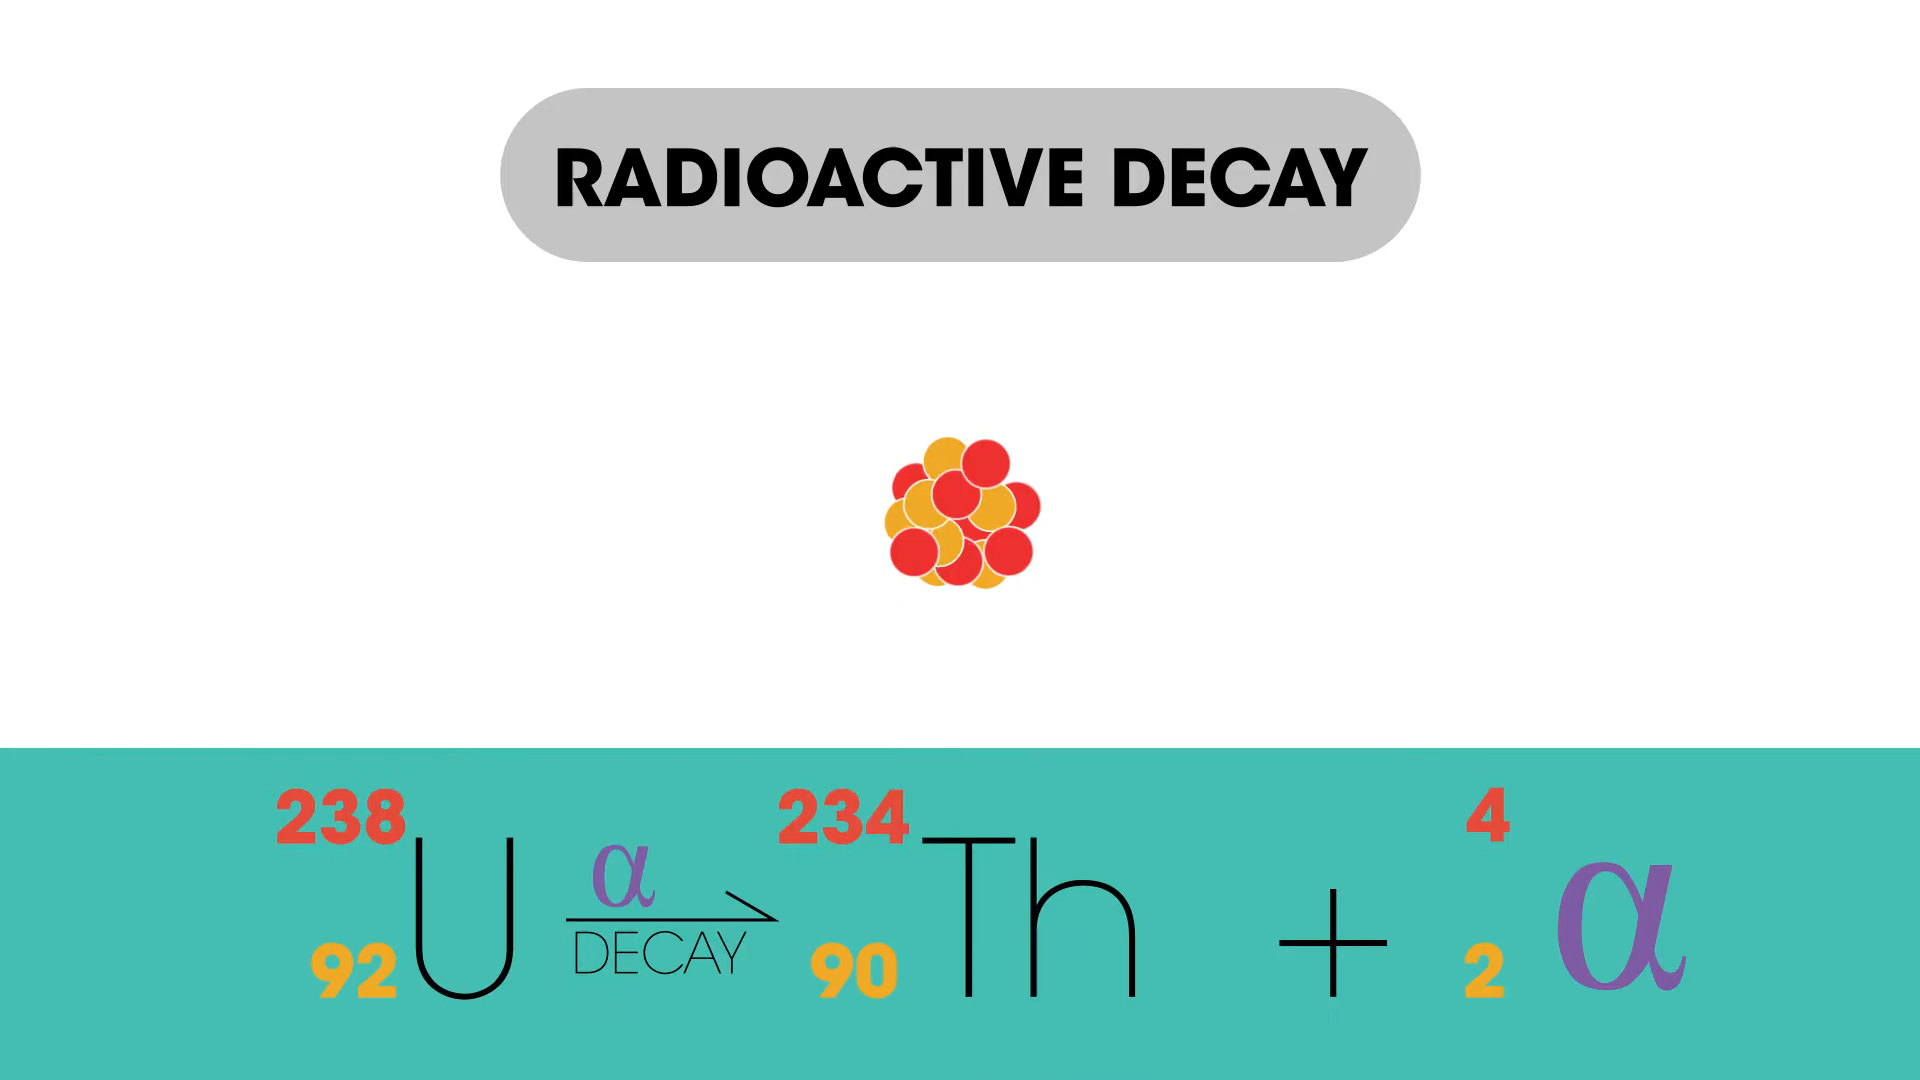 RADIOACTIVE DECAY
238 234 4
U α Th + α
DECAY
92 90 2